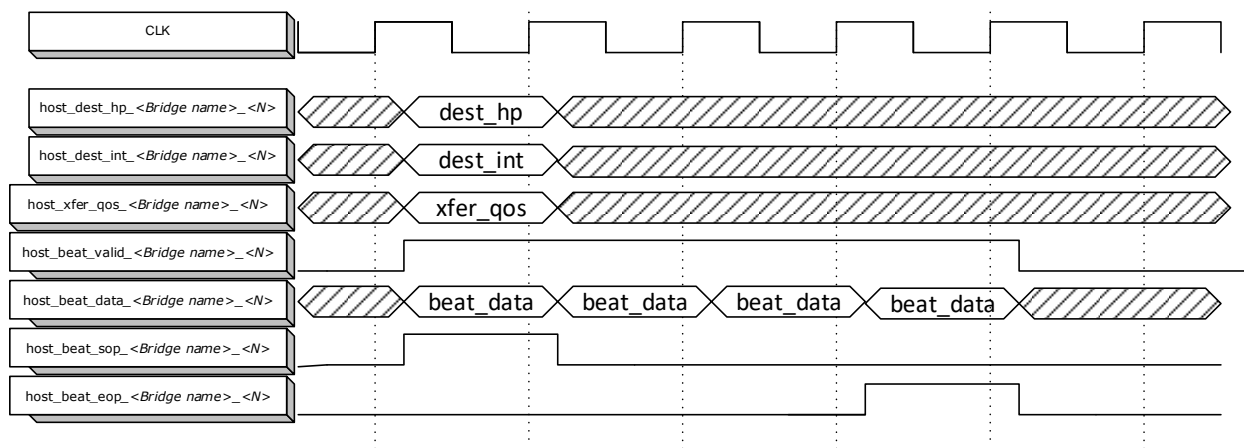 CLK
host_dest_hp_<Bridge name>_<N>
dest_hp
host_dest_int_<Bridge name>_<N>
dest_int
host_xfer_qos_<Bridge name>_<N>
xfer_qos
host_beat_valid_<Bridge name>_<N>
host_beat_data_<Bridge name>_<N>
beat_data beat_data beat_data beat_data
host_beat_sop_<Bridge name>_<N>
host_beat_eop_<Bridge name>_<N>